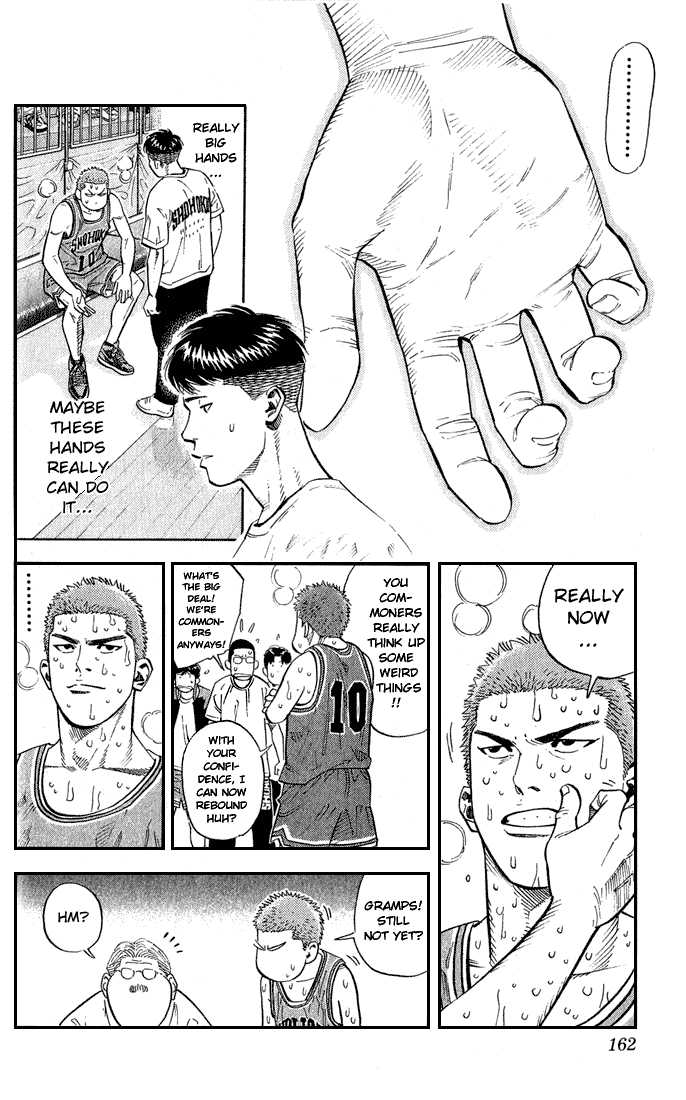 ...........
REALLY
BIG
HANDS
...
SHOHOKU
SHOHOKU
10
MAYBE
THESE
HANDS
REALLY
CAN DO
IT...
REALLY
NOW
...
YOU
COM-
MONERS
REALLY
THINK UP
SOME
WEIRD
THINGS
!!
WHAT'S
THE BIG
DEAL!
WE'RE
COMMON-
ERS
ANYWAYS!
10
WITH
YOUR
CONFI-
DENCE, I
CAN NOW
REBOUND
HUH?
........
GRAMPS!
STILL
NOT YET?
HM?
162